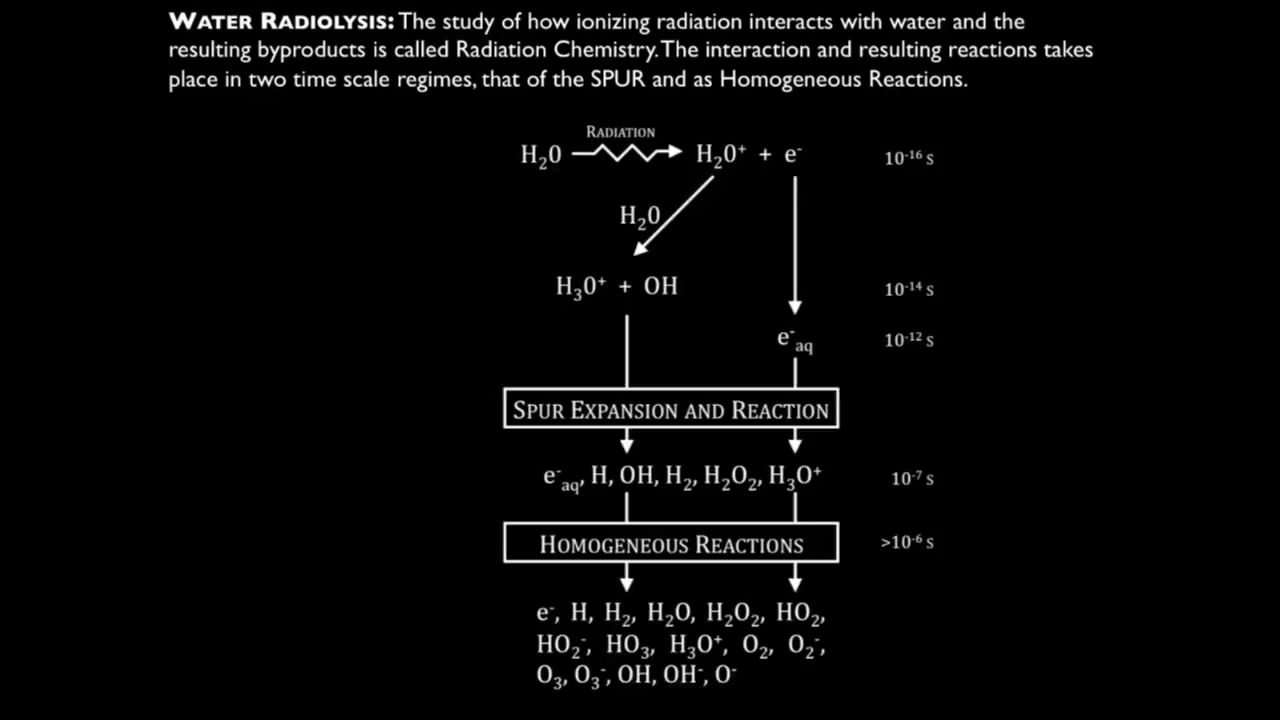 WATER RADIOLYSIS: The study of how ionizing radiation interacts with water and the
resulting byproducts is called Radiation Chemistry. The interaction and resulting reactions takes
place in two time scale regimes, that of the SPUR and as Homogeneous Reactions.
RADIATION
H₂0 H₂0⁺ + e⁻ 10⁻¹⁶ s
H₂0
H₃0⁺ + OH 10⁻¹⁴ s
e⁻aq 10⁻¹² s
SPUR EXPANSION AND REACTION
e⁻aq, H, OH, H₂, H₂O₂, H₃O⁺ 10⁻⁷ s
HOMOGENEOUS REACTIONS >10⁻⁶ s
e⁻, H, H₂, H₂O, H₂O₂, HO₂,
HO₂⁻, HO₃, H₃O⁺, O₂, O₂⁻,
O₃, O₃⁻, OH, OH⁻, O⁻